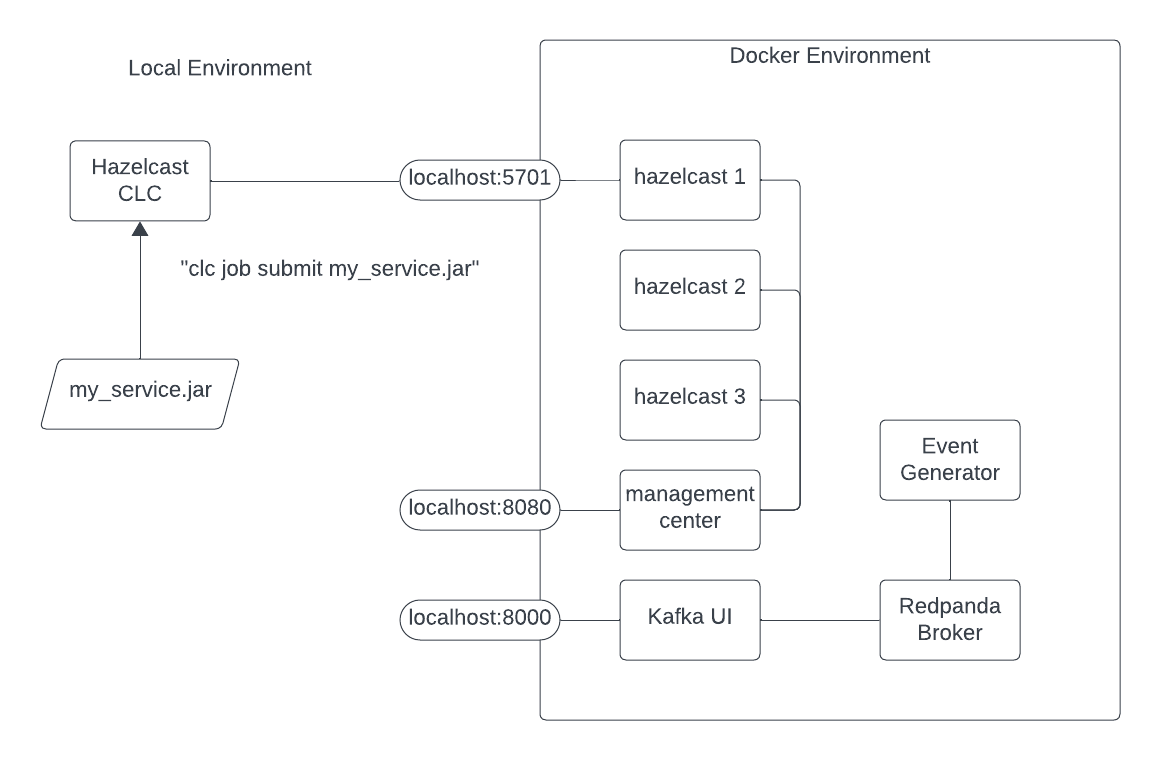 Local Environment
Docker Environment
Hazelcast
CLC
localhost:5701
hazelcast 1
"clc job submit my_service.jar"
hazelcast 2
my_service.jar
hazelcast 3
Event
Generator
localhost:8080
management
center
localhost:8000
Kafka UI
Redpanda
Broker